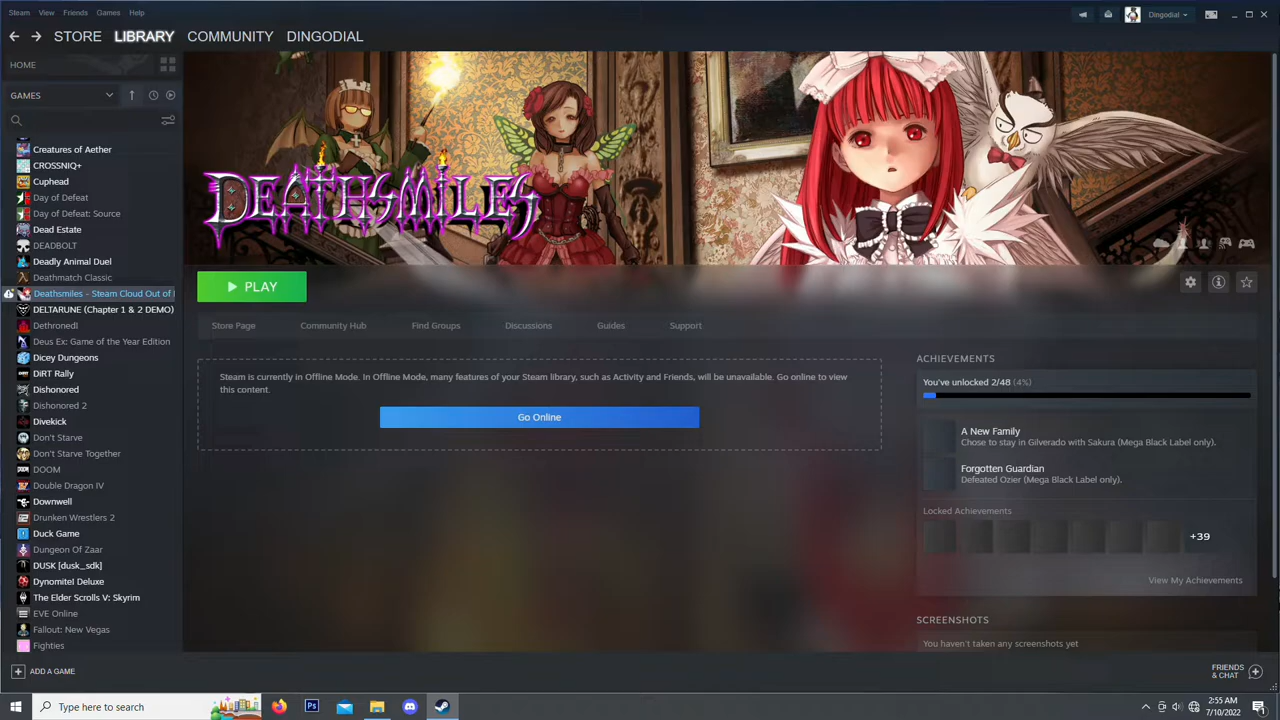 Steam View Friends Games Help
Dingodial
STORE LIBRARY COMMUNITY DINGODIAL
HOME
GAMES
Creatures of Aether
CROSSNIQ+
Cuphead
Day of Defeat
Day of Defeat: Source
Dead Estate
DEADBOLT
Deadly Animal Duel
Deathmatch Classic
Deathsmiles - Steam Cloud Out of
DELTARUNE (Chapter 1 & 2 DEMO)
Dethroned!
Deus Ex: Game of the Year Edition
Dicey Dungeons
DiRT Rally
Dishonored
Dishonored 2
Divekick
Don't Starve
Don't Starve Together
DOOM
Double Dragon IV
Downwell
Drunken Wrestlers 2
Duck Game
Dungeon Of Zaar
DUSK [dusk_sdk]
Dynomite! Deluxe
The Elder Scrolls V: Skyrim
EVE Online
Fallout: New Vegas
Fighties
ADD A GAME
DEATHSMILES
PLAY
Store Page Community Hub Find Groups Discussions Guides Support
Steam is currently in Offline Mode. In Offline Mode, many features of your Steam library, such as Activity and Friends, will be unavailable. Go online to view
this content.
Go Online
ACHIEVEMENTS
You've unlocked 2/48 (4%)
A New Family
Chose to stay in Gilverado with Sakura (Mega Black Label only).
Forgotten Guardian
Defeated Ozier (Mega Black Label only).
Locked Achievements
+39
View My Achievements
SCREENSHOTS
You haven't taken any screenshots yet
FRIENDS
& CHAT
Type here to search
Ps
2:55 AM
7/10/2022
1